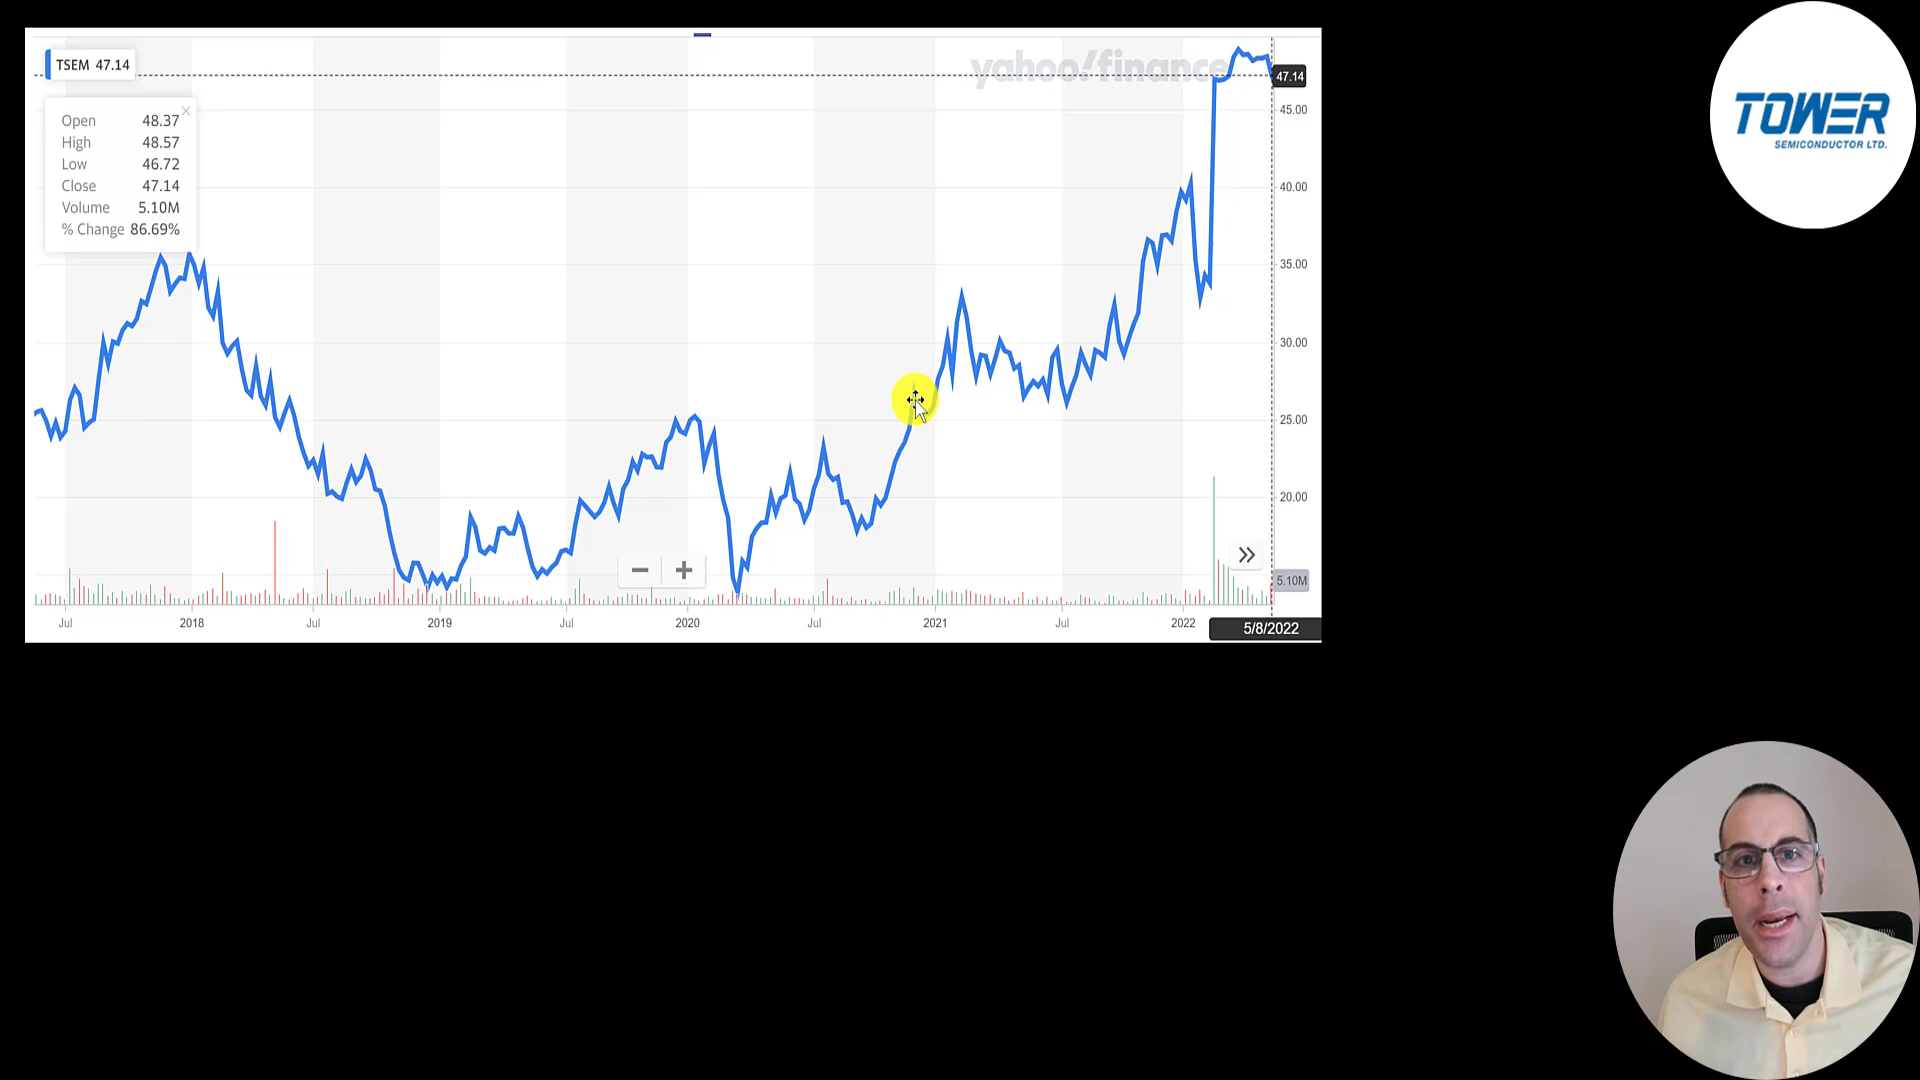 TSEM 47.14
yahoo!finance
47.14
Open 48.37
High 48.57
Low 46.72
Close 47.14
Volume 5.10M
% Change 86.69%
45.00
40.00
35.00
30.00
25.00
20.00
5.10M
Jul 2018 Jul 2019 Jul 2020 Jul 2021 Jul 2022 5/8/2022
TOWER
SEMICONDUCTOR LTD.